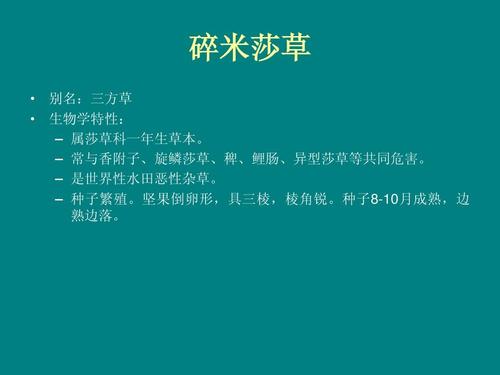 碎米莎草
• 别名：三方草
• 生物学特性：
– 属莎草科一年生草本。
– 常与香附子、旋鳞莎草、稗、鲤肠、异型莎草等共同危害。
– 是世界性水田恶性杂草。
– 种子繁殖。坚果倒卵形，具三棱，棱角锐。种子8-10月成熟，边
熟边落。